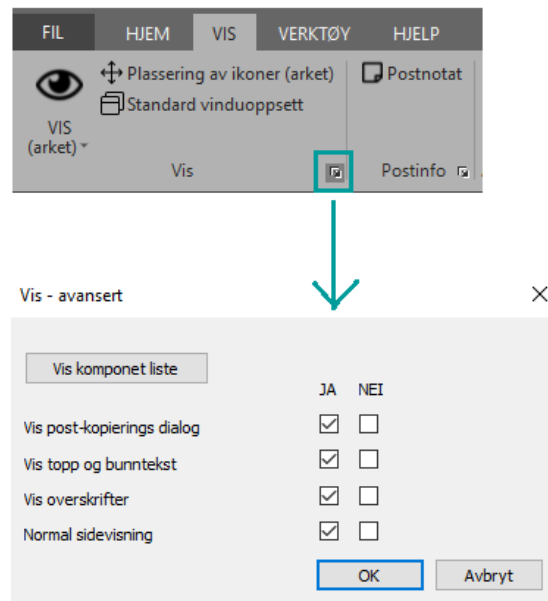 FIL HJEM VIS VERKTØY HJELP
Plassering av ikoner (arket) Postnotat
Standard vinduoppsett
VIS
(arket)
Vis Postinfo
Vis - avansert
Vis komponet liste
JA NEI
Vis post-kopierings dialog
Vis topp og bunntekst
Vis overskrifter
Normal sidevisning
OK Avbryt